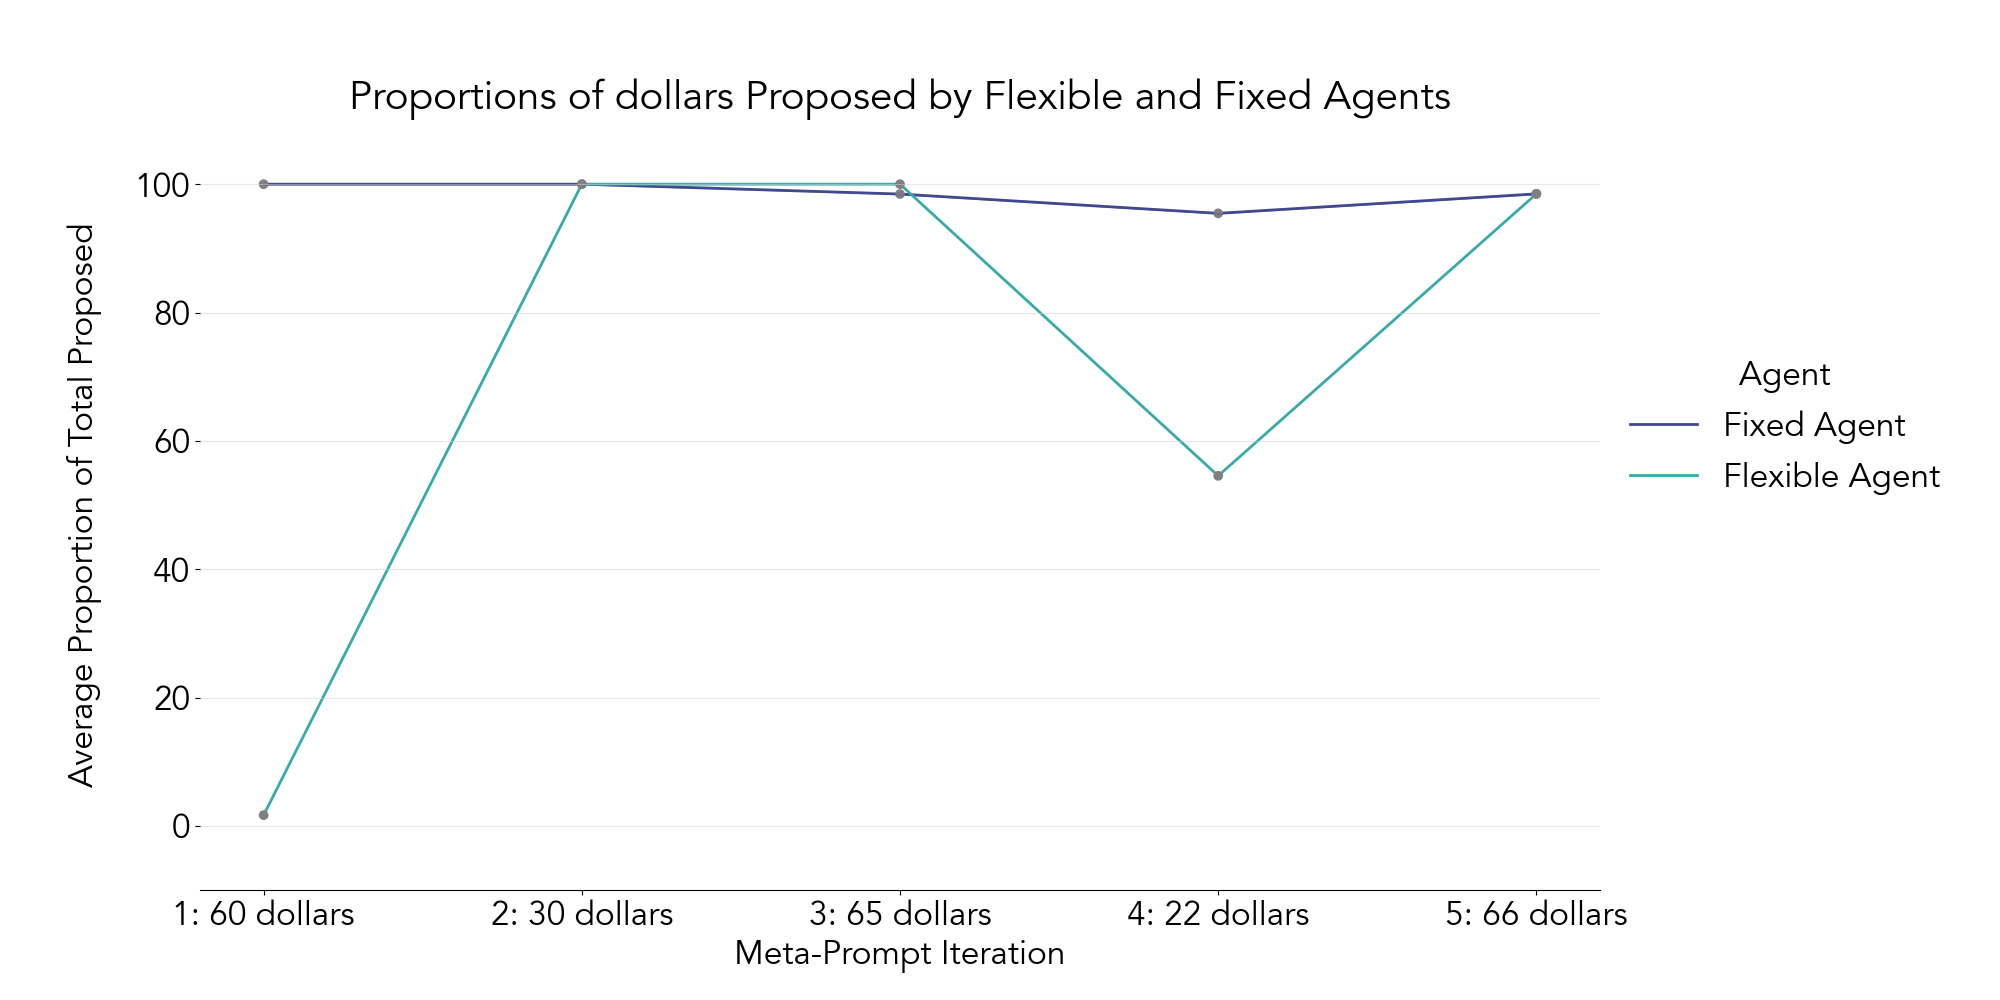 Proportions of dollars Proposed by Flexible and Fixed Agents
Average Proportion of Total Proposed
100
80
60
40
20
0
1: 60 dollars
2: 30 dollars
3: 65 dollars
4: 22 dollars
5: 66 dollars
Meta-Prompt Iteration
Agent
Fixed Agent
Flexible Agent